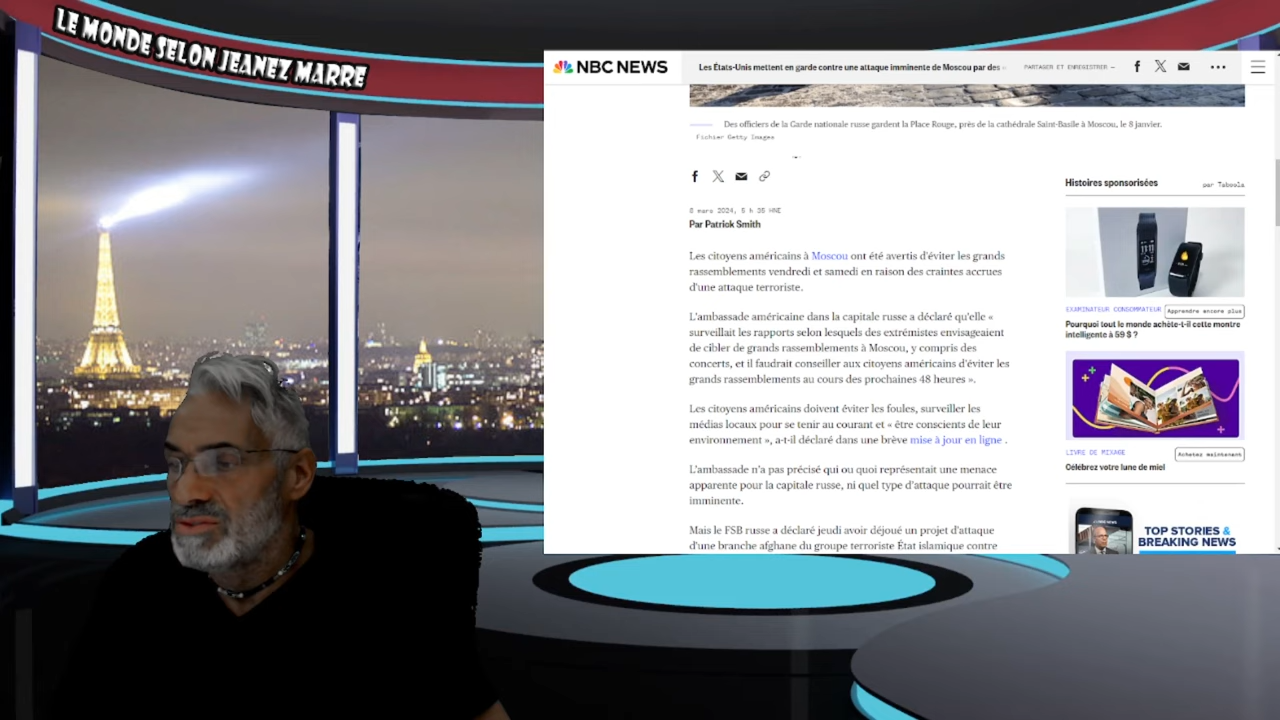 LE MONDE SELON JEANEZ MARRE
NBC NEWS
Les États-Unis mettent en garde contre une attaque imminente de Moscou par des
PARTAGER ET ENREGISTRER —
Des officiers de la Garde nationale russe gardent la Place Rouge, près de la cathédrale Saint-Basile à Moscou, le 8 janvier.
Fichier Getty Images
8 mars 2024, 5 h 35 HNE
Par Patrick Smith
Les citoyens américains à Moscou ont été avertis d'éviter les grands
rassemblements vendredi et samedi en raison des craintes accrues
d'une attaque terroriste.
L'ambassade américaine dans la capitale russe a déclaré qu'elle «
surveillait les rapports selon lesquels des extrémistes envisageaient
de cibler de grands rassemblements à Moscou, y compris des
concerts, et il faudrait conseiller aux citoyens américains d'éviter les
grands rassemblements au cours des prochaines 48 heures ».
Les citoyens américains doivent éviter les foules, surveiller les
médias locaux pour se tenir au courant et « être conscients de leur
environnement », a-t-il déclaré dans une brève mise à jour en ligne .
L'ambassade n'a pas précisé qui ou quoi représentait une menace
apparente pour la capitale russe, ni quel type d'attaque pourrait être
imminente.
Mais le FSB russe a déclaré jeudi avoir déjoué un projet d'attaque
d'une branche afghane du groupe terroriste État islamique contre
Histoires sponsorisées
par Taboola
EXAMINATEUR CONSOMMATEUR
Apprendre encore plus
Pourquoi tout le monde achète-t-il cette montre
intelligente à 59 $ ?
LIVRE DE MIXAGE
Achetez maintenant
Célébrez votre lune de miel
TOP STORIES &
BREAKING NEWS